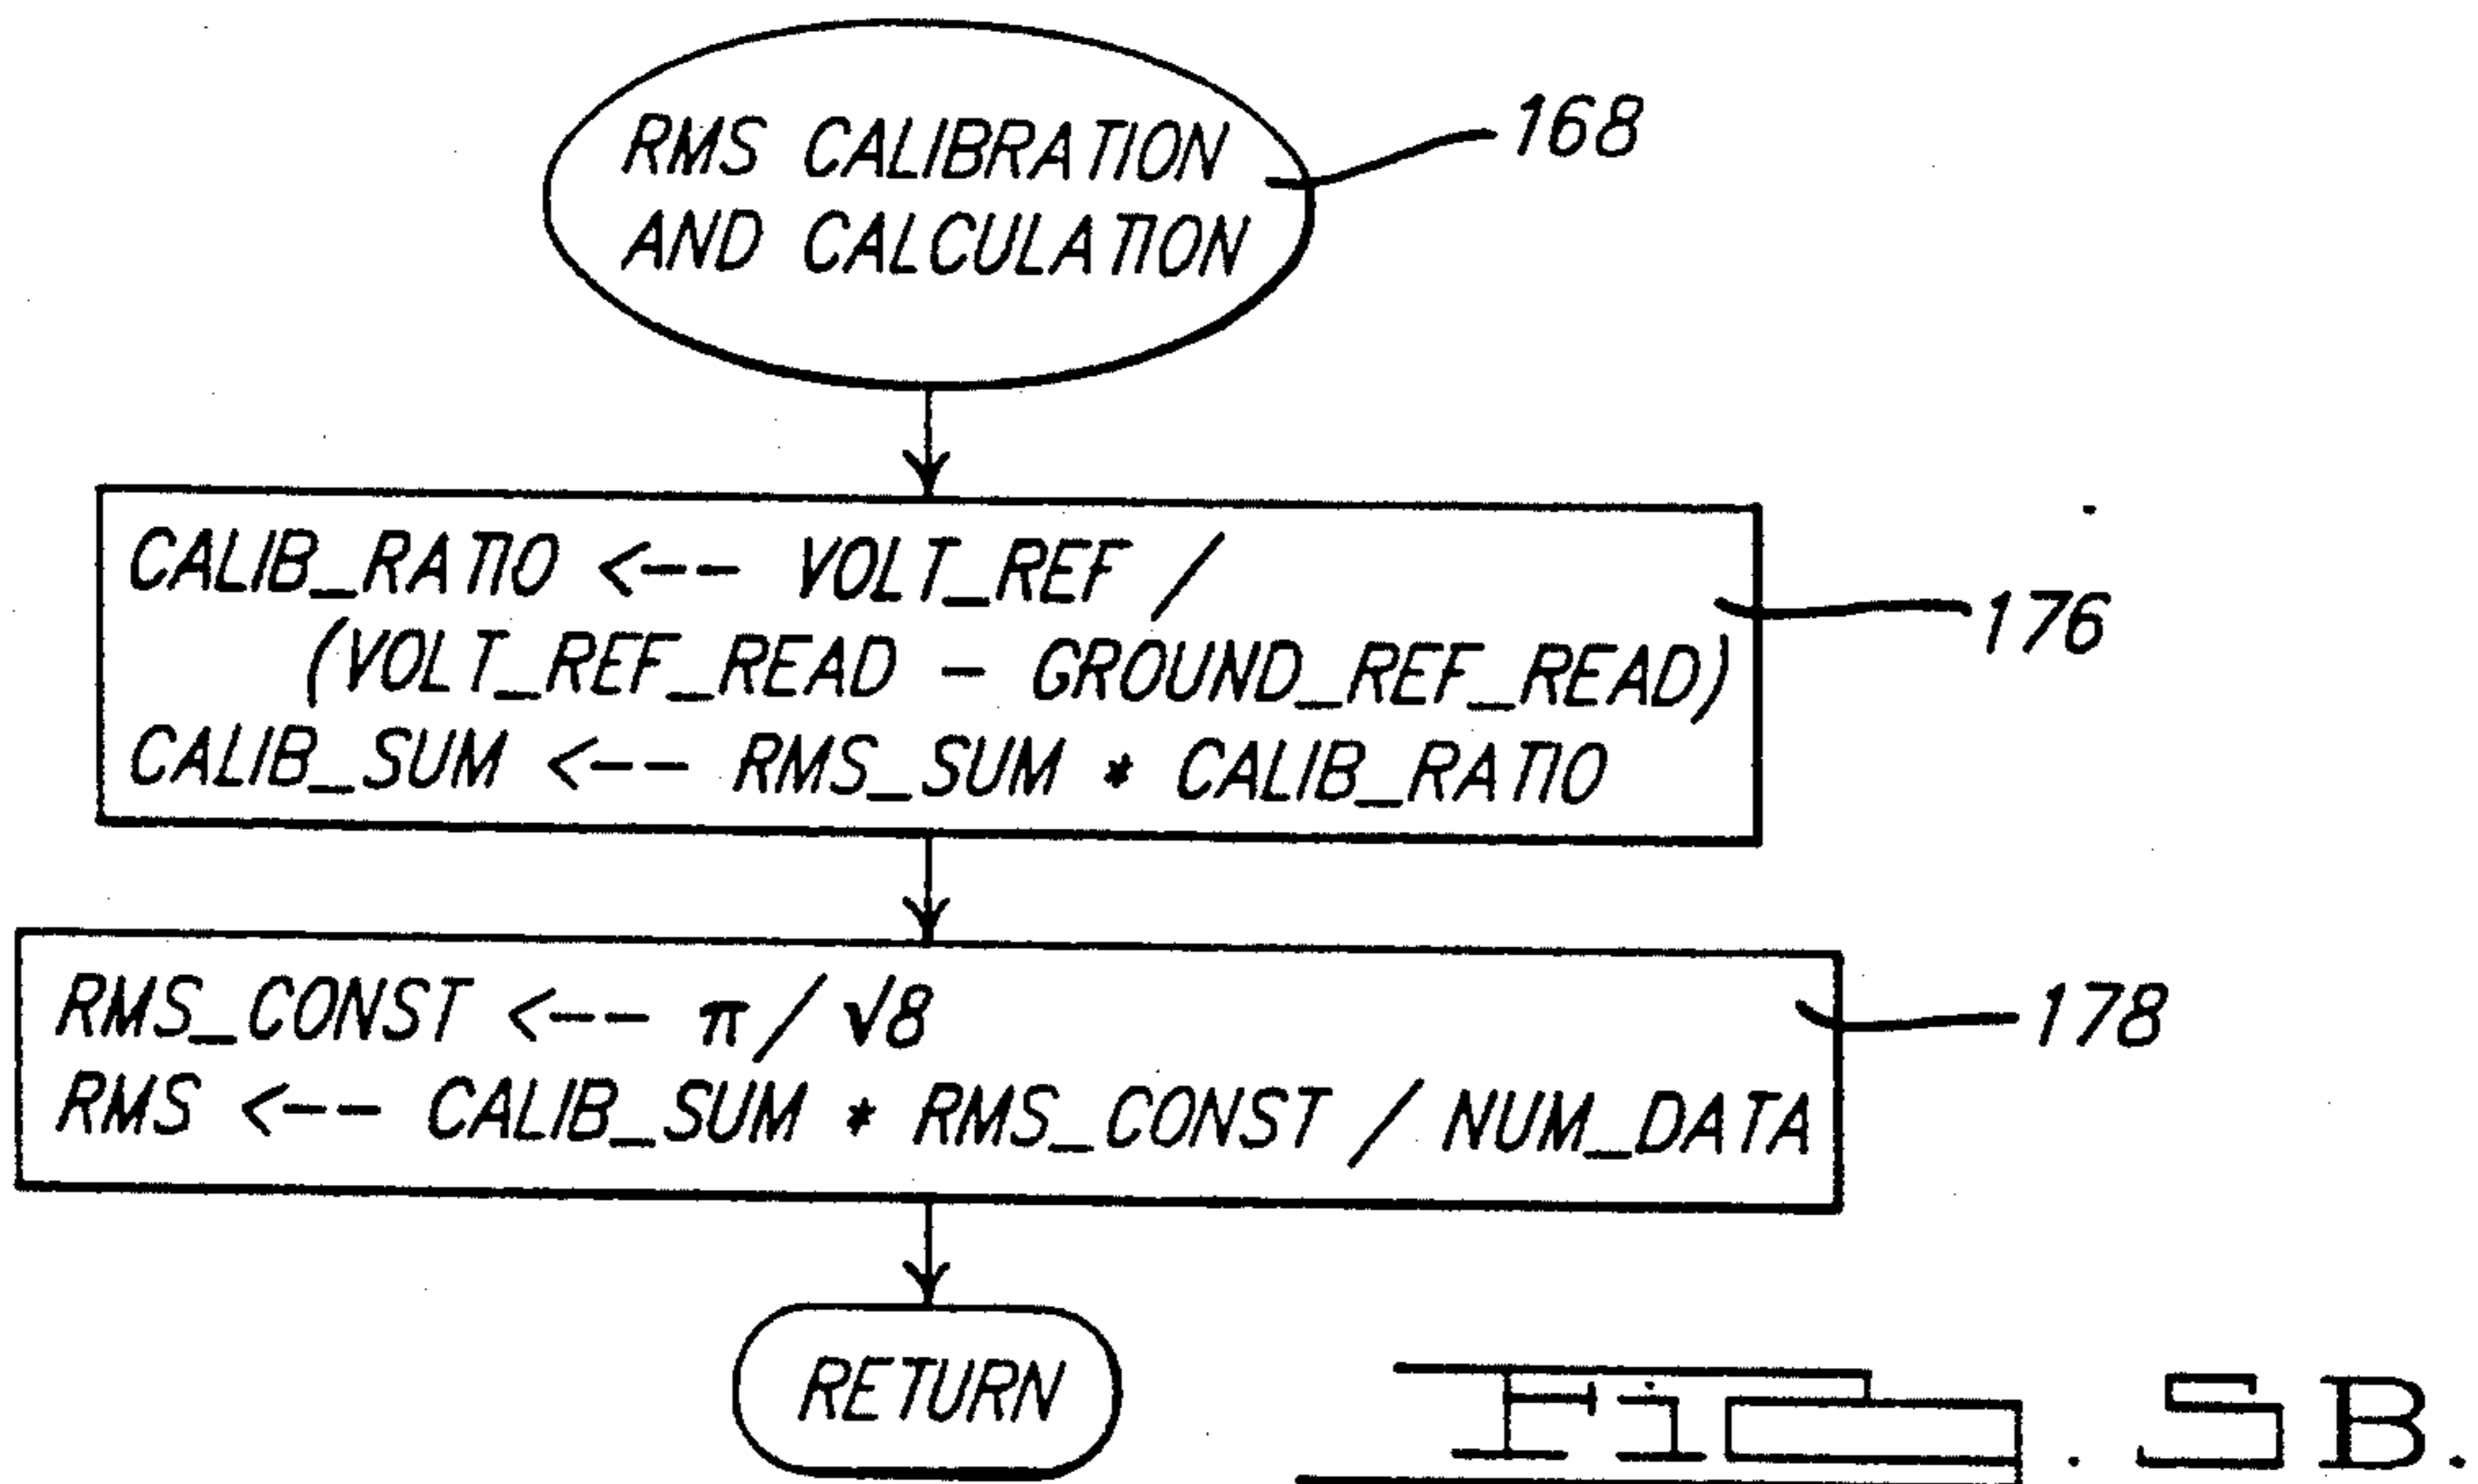 RMS CALIBRATION
AND CALCULATION
168
CALIB_RATIO <-- VOLT_REF /
(VOLT_REF_READ - GROUND_REF_READ)
CALIB_SUM <-- RMS_SUM * CALIB_RATIO
176
RMS_CONST <-- π / √8
RMS <-- CALIB_SUM * RMS_CONST / NUM_DATA
178
RETURN
FiG. 5B.